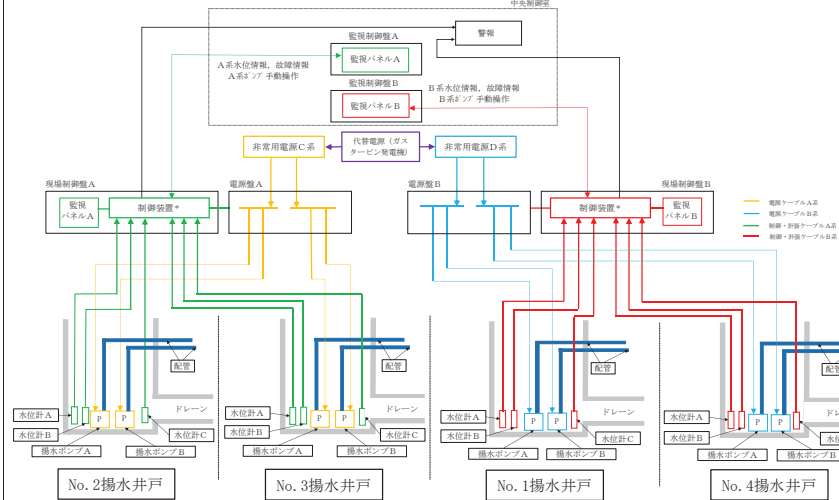 中央制御室
監視制御盤A
監視パネルA
警報
A系水位情報，故障情報
A系ポンプ手動操作
監視制御盤B
監視パネルB
B系水位情報，故障情報
B系ポンプ手動操作
非常用電源C系
代替電源（ガス
タービン発電機）
非常用電源D系
現場制御盤A
監視
パネルA
制御装置*
電源盤A
電源盤B
制御装置*
現場制御盤B
監視
パネルB
電源ケーブルA系
電源ケーブルB系
制御・計装ケーブルA系
制御・計装ケーブルB系
配管
ドレーン
水位計A
水位計B
P
P
水位計C
揚水ポンプA
揚水ポンプB
No.2揚水井戸
配管
ドレーン
水位計A
水位計B
P
P
水位計C
揚水ポンプA
揚水ポンプB
No.3揚水井戸
配管
ドレーン
水位計A
水位計B
P
P
水位計C
揚水ポンプA
揚水ポンプB
No.1揚水井戸
配管
ドレ
水位計A
水位計B
P
P
水位計C
揚水ポンプA
揚水ポンプB
No.4揚水井戸